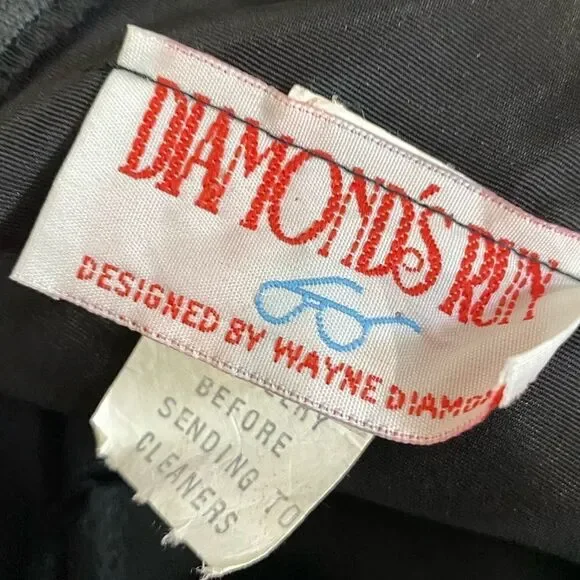 DIAMOND'S RUN
DESIGNED BY WAYNE
BEFORE
SENDING TO
CLEANERS